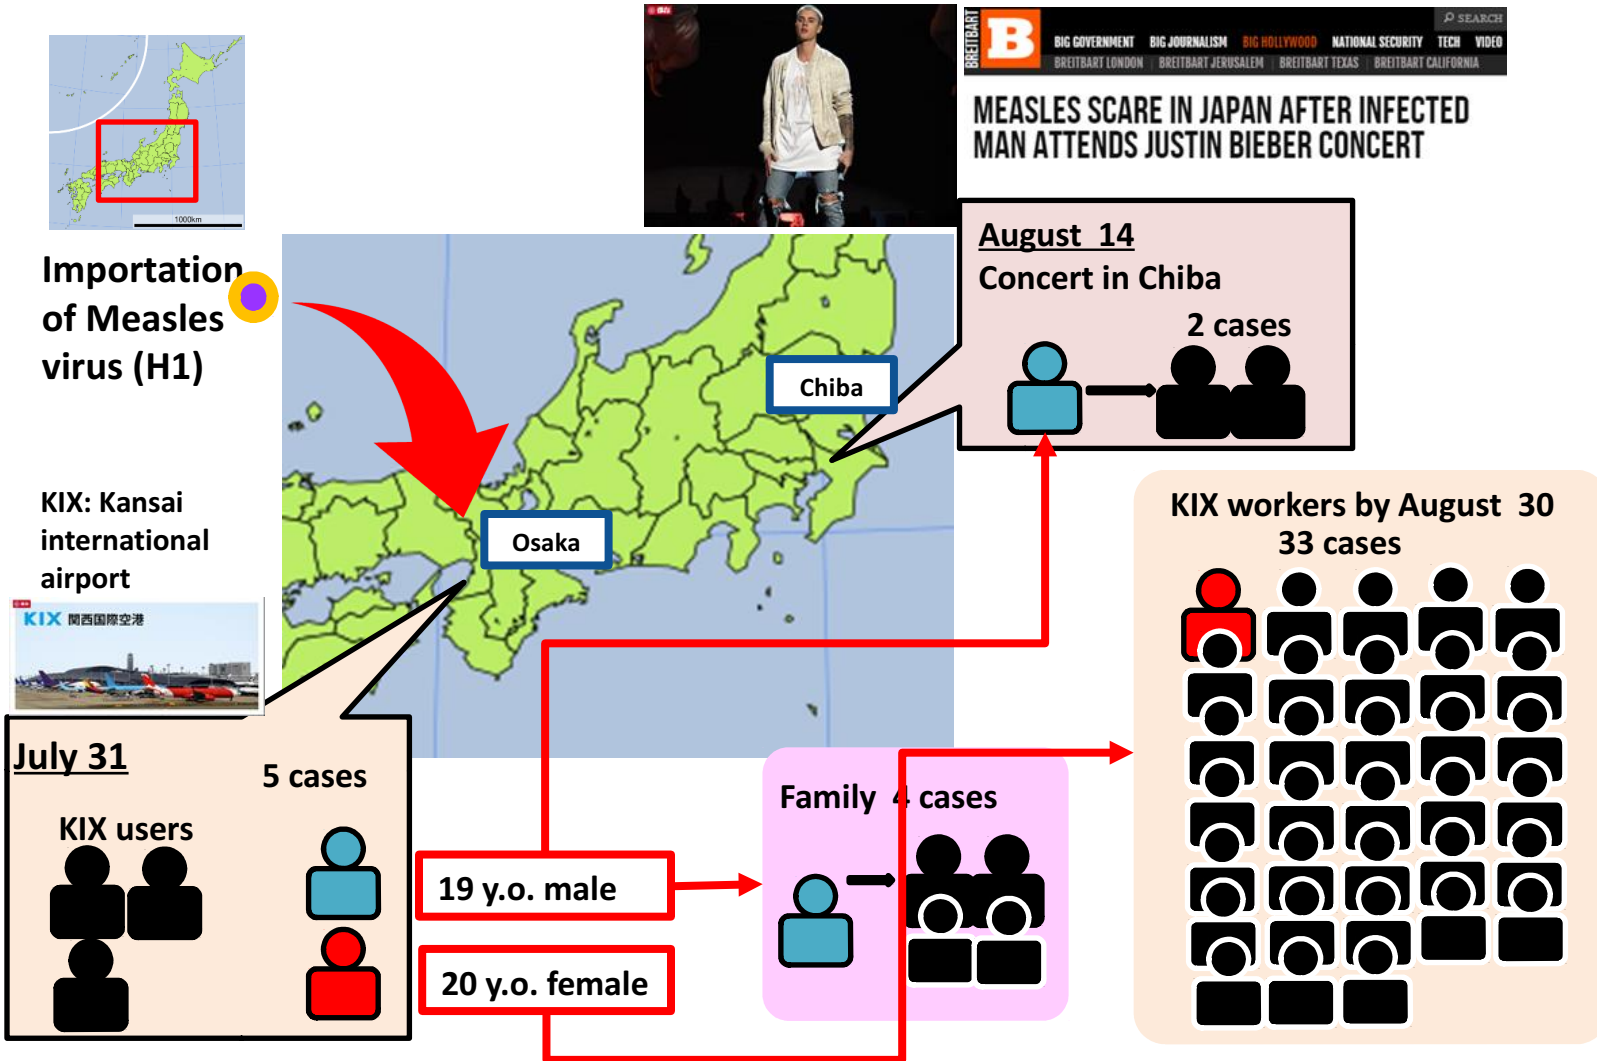 BREITBART
B
SEARCH
BIG GOVERNMENT BIG JOURNALISM BIG HOLLYWOOD NATIONAL SECURITY TECH VIDEO
BREITBART LONDON | BREITBART JERUSALEM | BREITBART TEXAS | BREITBART CALIFORNIA
MEASLES SCARE IN JAPAN AFTER INFECTED
MAN ATTENDS JUSTIN BIEBER CONCERT
1000km
Importation
of Measles
virus (H1)
August 14
Concert in Chiba
2 cases
Chiba
KIX: Kansai
international
airport
KIX 関西国際空港
Osaka
KIX workers by August 30
33 cases
July 31
5 cases
KIX users
19 y.o. male
20 y.o. female
Family 4 cases